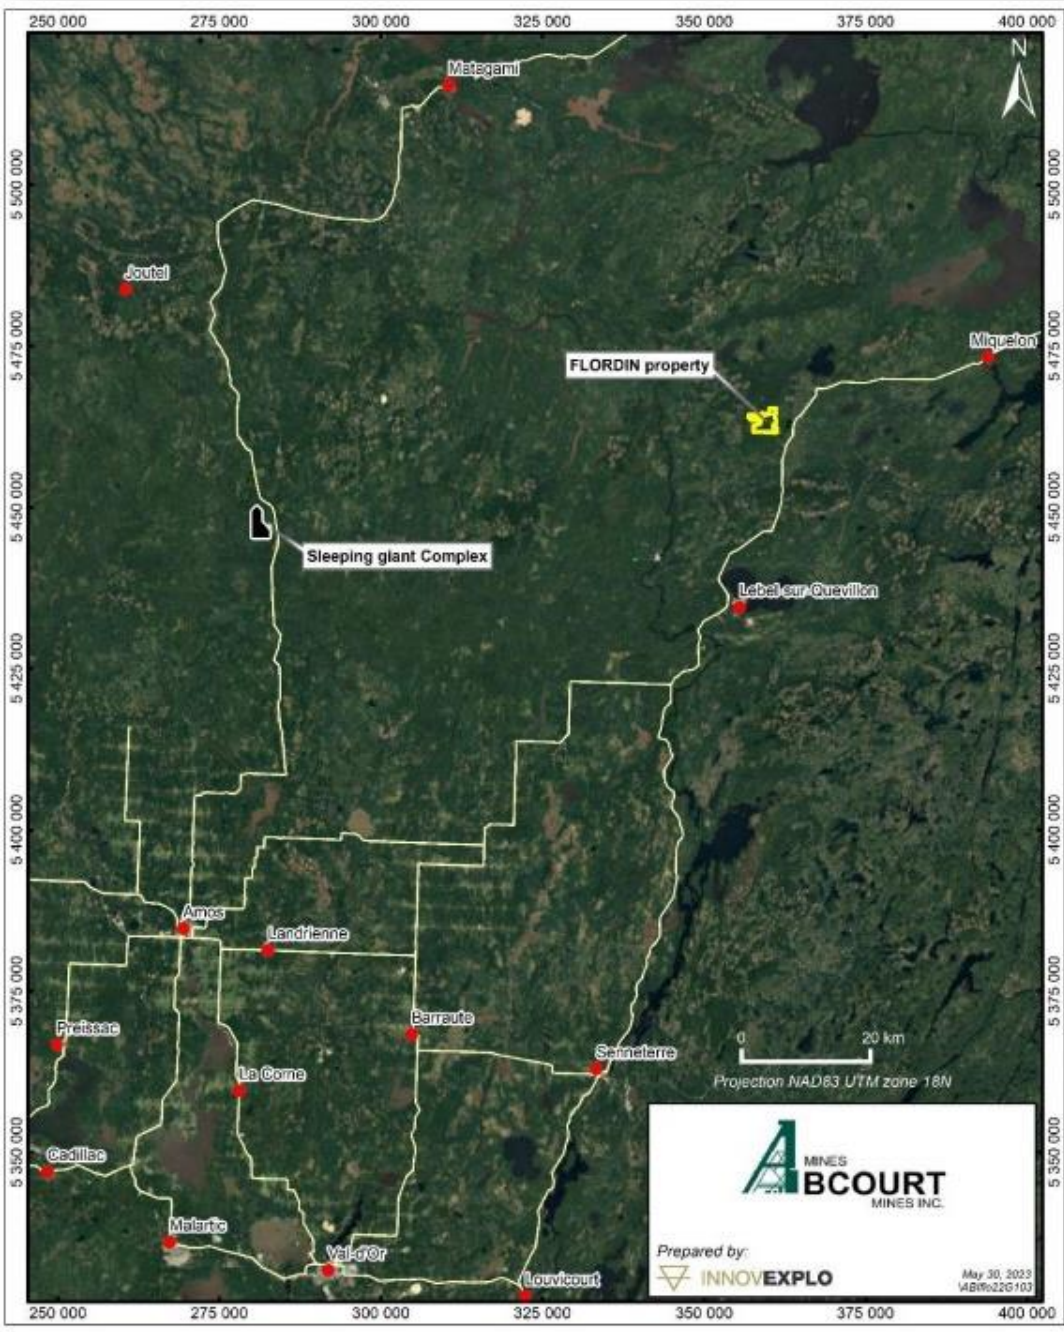 250 000 275 000 300 000 325 000 350 000 375 000 400 000
N
Matagami
5 500 000 5 500 000
Joutel
Miquelon
5 475 000 5 475 000
FLORDIN property
5 450 000 5 450 000
Sleeping giant Complex
Lebel-sur-Quevillon
5 425 000 5 425 000
5 400 000 5 400 000
Amos
Landrienne
5 375 000 5 375 000
Preissac
Barraute
0 20 km
Senneterre
La Corne
Projection NAD83 UTM zone 18N
5 350 000 5 350 000
Cadillac
MINES
ABCOURT
MINES INC.
Malartic
Val-d'Or
Prepared by:
INNOVEXPLO
Louvicourt
May 30, 2023
250 000 275 000 300 000 325 000 350 000 375 000 400 000